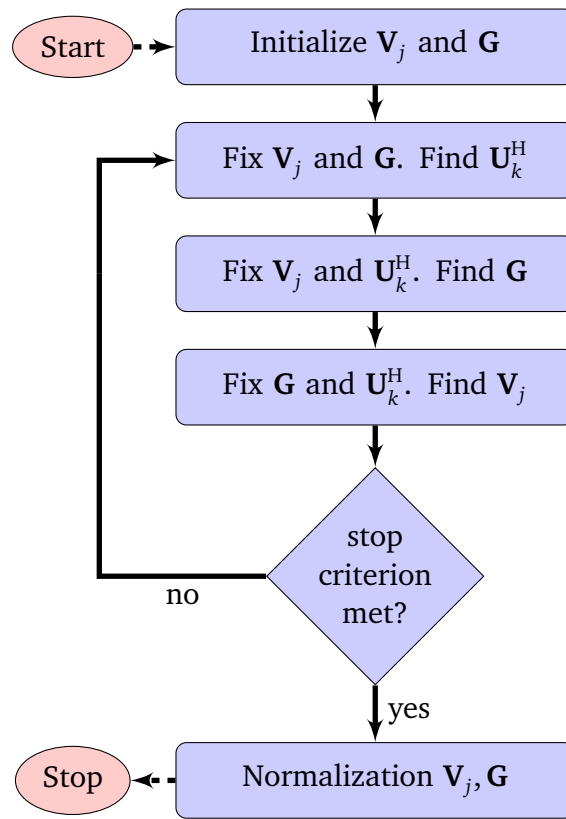 Start
Initialize V_j and G
Fix V_j and G. Find U_k^H
Fix V_j and U_k^H. Find G
Fix G and U_k^H. Find V_j
stop
criterion
met?
no
yes
Stop
Normalization V_j, G